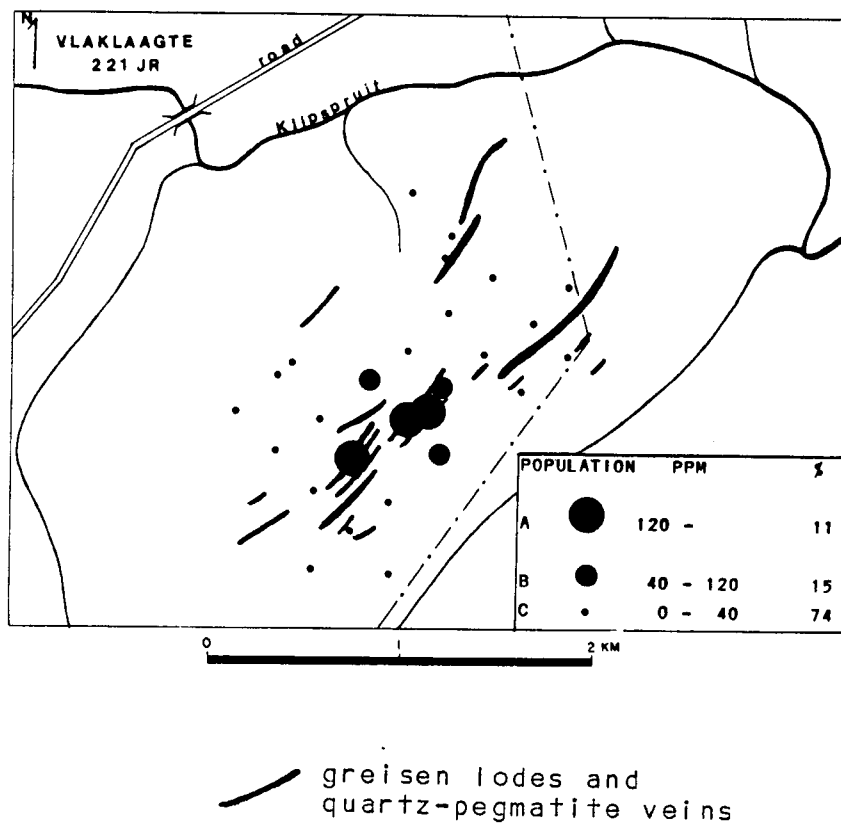 N
VLAKLAAGTE
221 JR
road
Klipspruit
POPULATION PPM %
A 120 - 11
B 40 - 120 15
C 0 - 40 74
0 1 2 KM
greisen lodes and
quartz-pegmatite veins